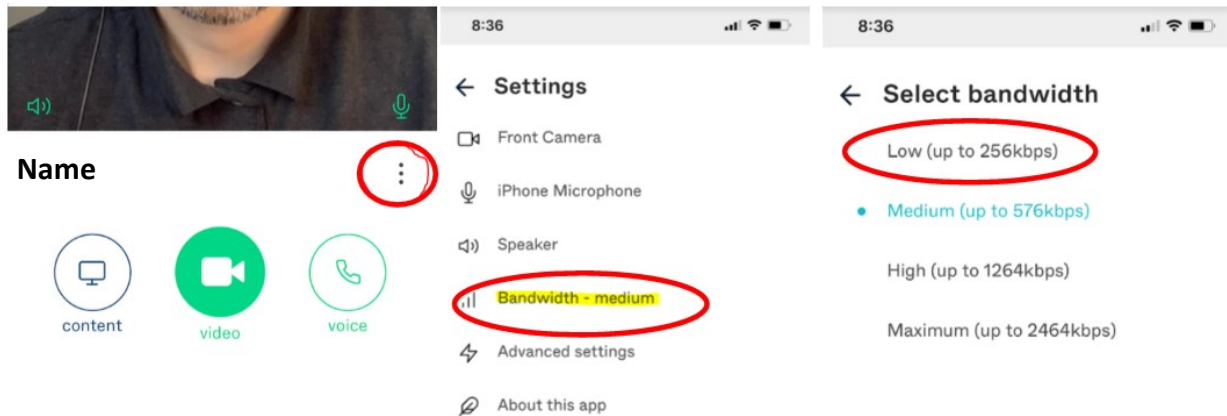 Name
content
video
voice
8:36
Settings
Front Camera
iPhone Microphone
Speaker
Bandwidth - medium
Advanced settings
About this app
8:36
Select bandwidth
Low (up to 256kbps)
Medium (up to 576kbps)
High (up to 1264kbps)
Maximum (up to 2464kbps)